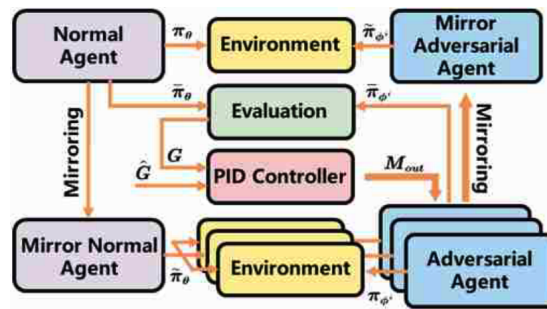 Normal Agent
π_θ
Environment
π̃_φ'
Mirror Adversarial Agent
π̄_θ
Evaluation
π̄_φ'
Mirroring
G
Ĝ
PID Controller
M_out
Mirroring
Mirror Normal Agent
π̃_θ
Environment
π_φ'
Adversarial Agent